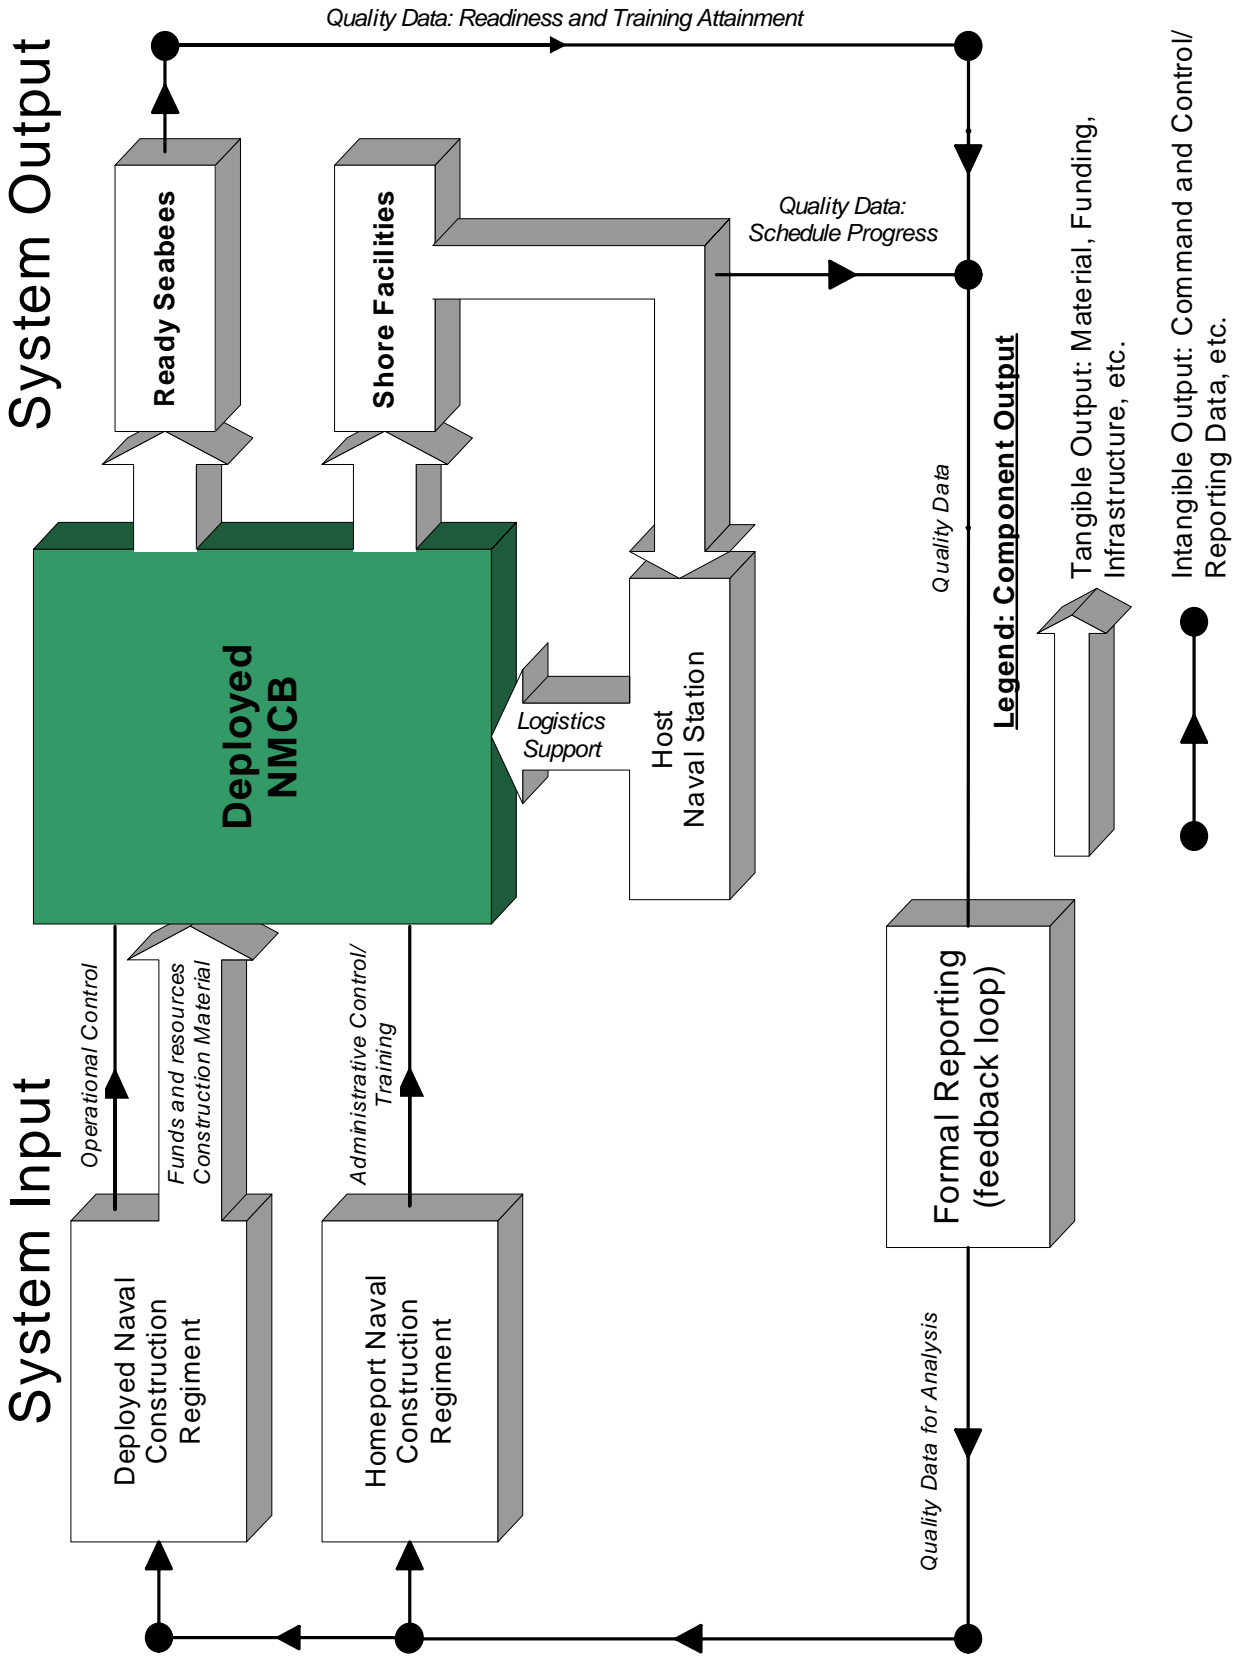 System Input
System Output
Quality Data: Readiness and Training Attainment
Operational Control
Deployed Naval
Construction
Regiment
Funds and resources
Construction Material
Deployed
NMCB
Ready Seabees
Homeport Naval
Construction
Regiment
Administrative Control/
Training
Shore Facilities
Logistics
Support
Host
Naval Station
Quality Data:
Schedule Progress
Quality Data for Analysis
Formal Reporting
(feedback loop)
Quality Data
Legend: Component Output
Tangible Output: Material, Funding,
Infrastructure, etc.
Intangible Output: Command and Control/
Reporting Data, etc.